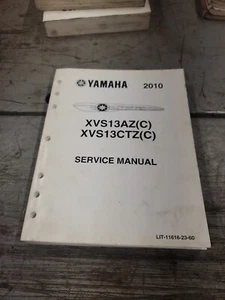 YAMAHA 2010
XVS13AZ(C)
XVS13CTZ(C)
SERVICE MANUAL
LIT-11616-23-60